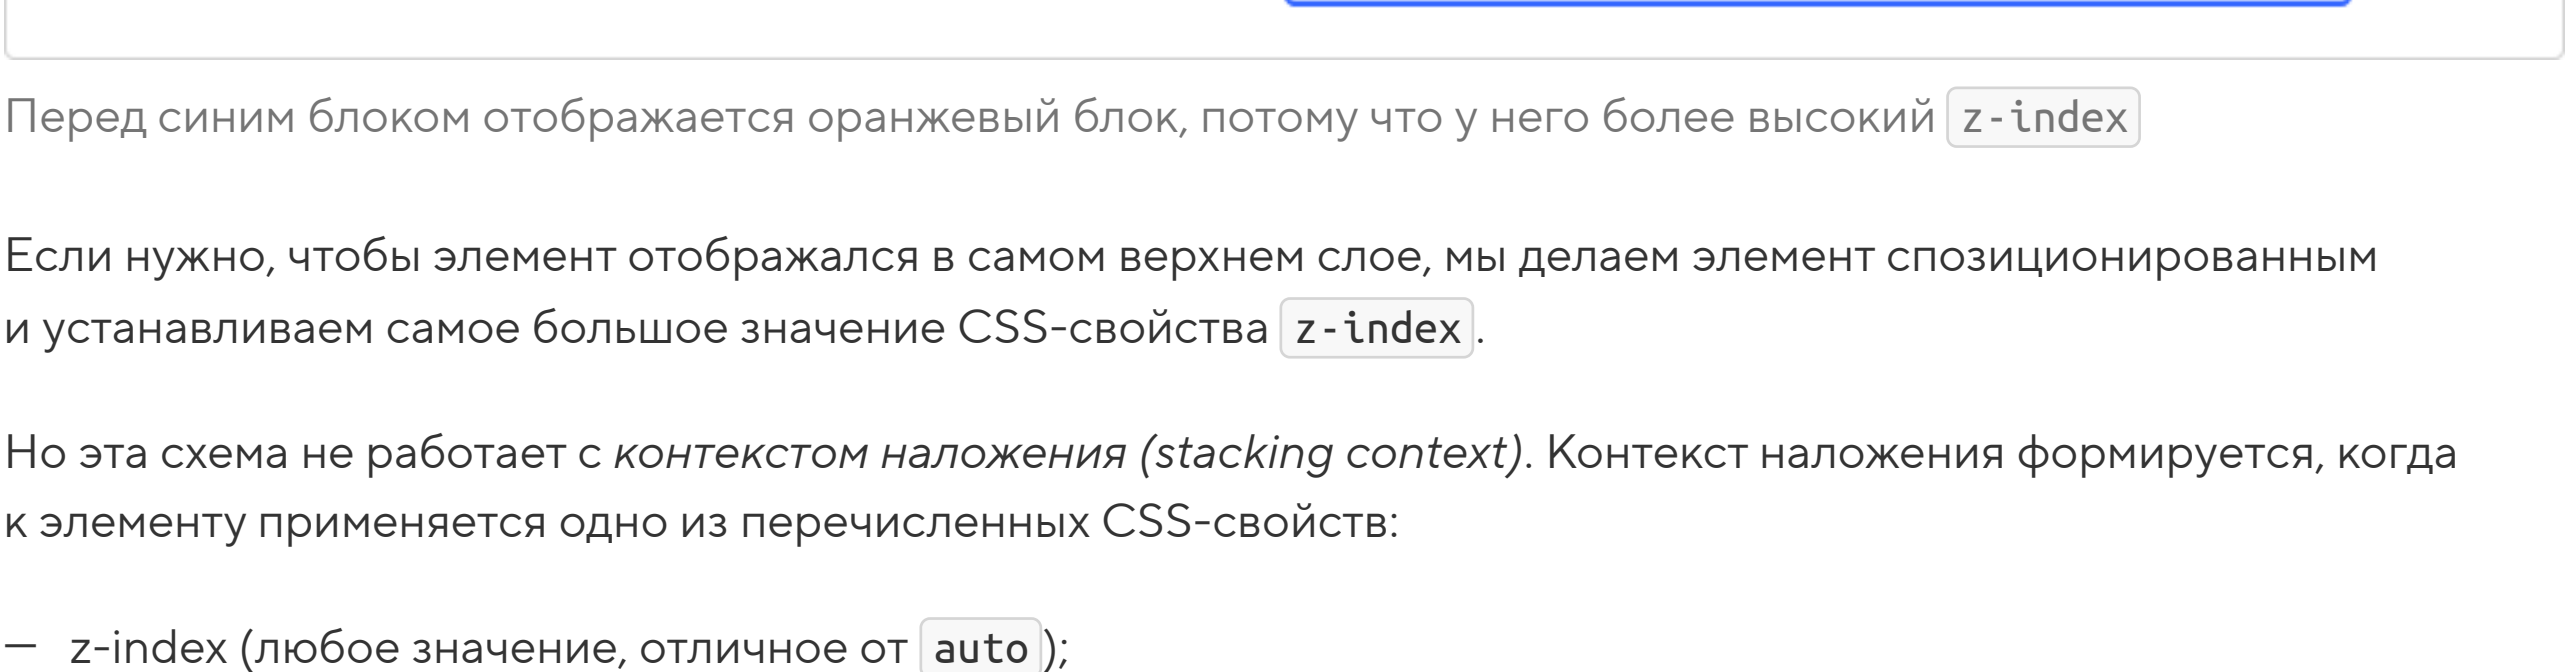 Перед синим блоком отображается оранжевый блок, потому что у него более высокий z-index
Если нужно, чтобы элемент отображался в самом верхнем слое, мы делаем элемент спозиционированным
и устанавливаем самое большое значение CSS-свойства z-index.
Но эта схема не работает с контекстом наложения (stacking context). Контекст наложения формируется, когда
к элементу применяется одно из перечисленных CSS-свойств:
— z-index (любое значение, отличное от auto);